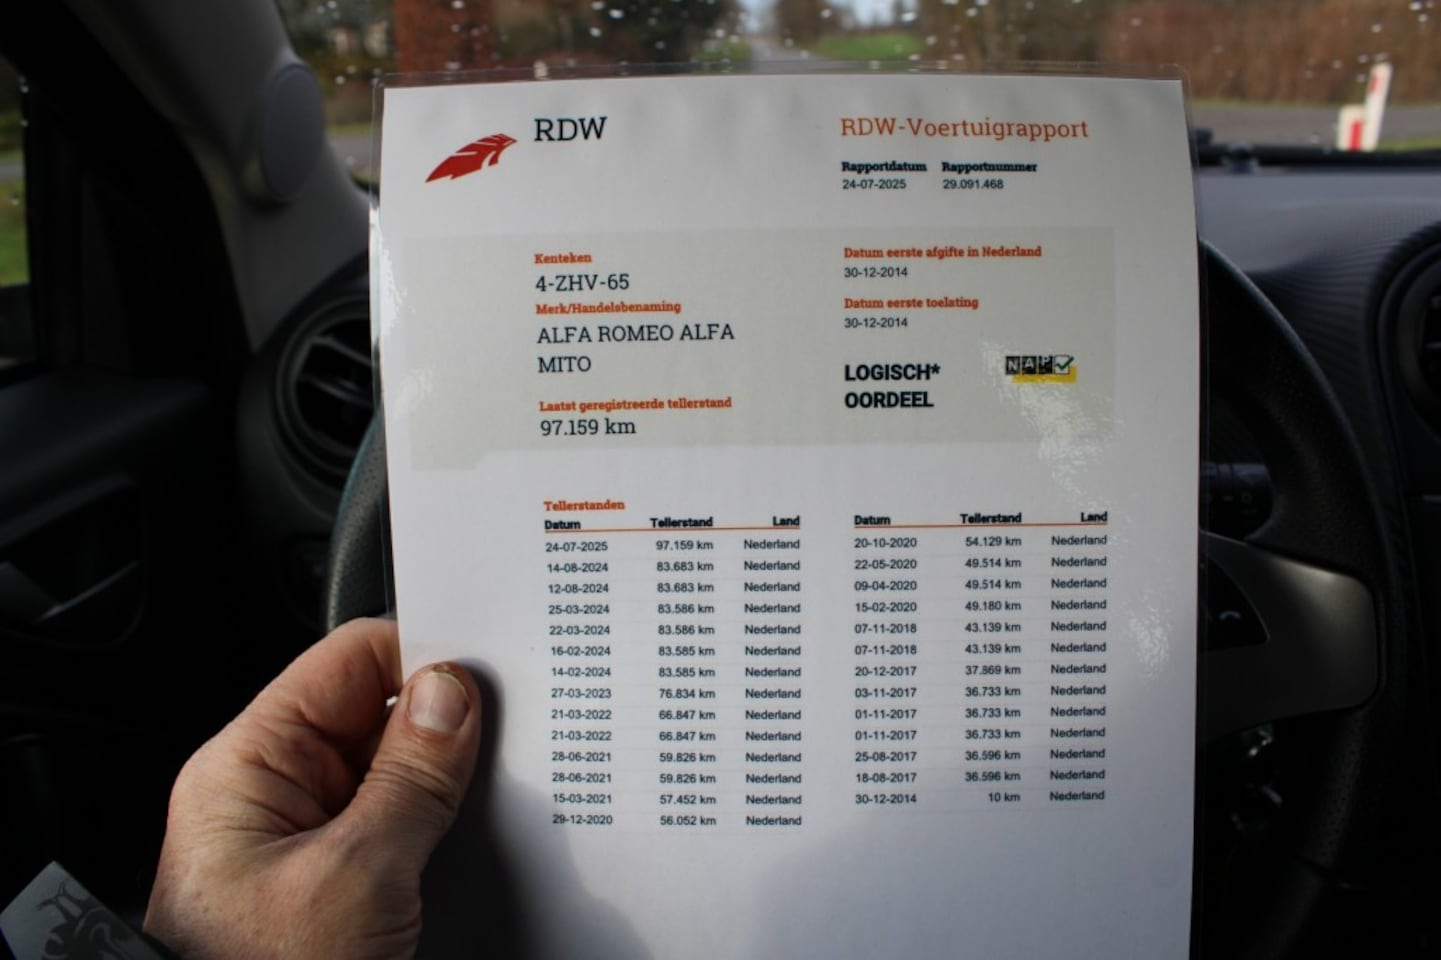 RDW
RDW-Voertuigrapport
Rapportdatum Rapportnummer
24-07-2025 29.091.468
Kenteken
4-ZHV-65
Merk/Handelsbenaming
ALFA ROMEO ALFA
MITO
Laatst geregistreerde tellerstand
97.159 km
Datum eerste afgifte in Nederland
30-12-2014
Datum eerste toelating
30-12-2014
LOGISCH*
OORDEEL
NAP
Tellerstanden
Datum Tellerstand Land
24-07-2025 97.159 km Nederland
14-08-2024 83.683 km Nederland
12-08-2024 83.683 km Nederland
25-03-2024 83.586 km Nederland
22-03-2024 83.586 km Nederland
16-02-2024 83.585 km Nederland
14-02-2024 83.585 km Nederland
27-03-2023 76.834 km Nederland
21-03-2022 66.847 km Nederland
21-03-2022 66.847 km Nederland
28-06-2021 59.826 km Nederland
28-06-2021 59.826 km Nederland
15-03-2021 57.452 km Nederland
29-12-2020 56.052 km Nederland
Datum Tellerstand Land
20-10-2020 54.129 km Nederland
22-05-2020 49.514 km Nederland
09-04-2020 49.514 km Nederland
15-02-2020 49.180 km Nederland
07-11-2018 43.139 km Nederland
07-11-2018 43.139 km Nederland
20-12-2017 37.869 km Nederland
03-11-2017 36.733 km Nederland
01-11-2017 36.733 km Nederland
01-11-2017 36.733 km Nederland
25-08-2017 36.596 km Nederland
18-08-2017 36.596 km Nederland
30-12-2014 10 km Nederland